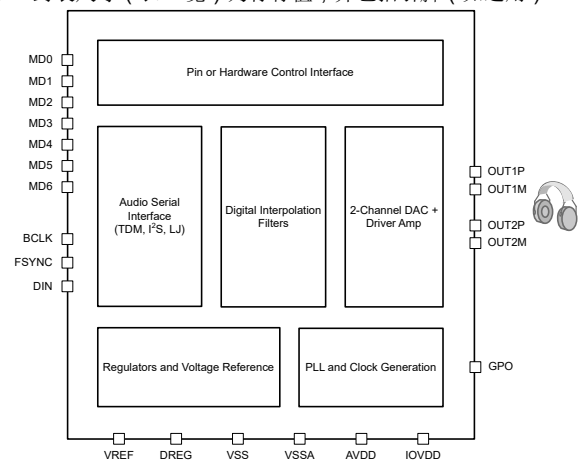 MD0
MD1
MD2
MD3
MD4
MD5
MD6
BCLK
FSYNC
DIN
Pin or Hardware Control Interface
Audio Serial
Interface
(TDM, I²S, LJ)
Digital Interpolation
Filters
2-Channel DAC +
Driver Amp
Regulators and Voltage Reference
PLL and Clock Generation
OUT1P
OUT1M
OUT2P
OUT2M
GPO
VREF
DREG
VSS
VSSA
AVDD
IOVDD